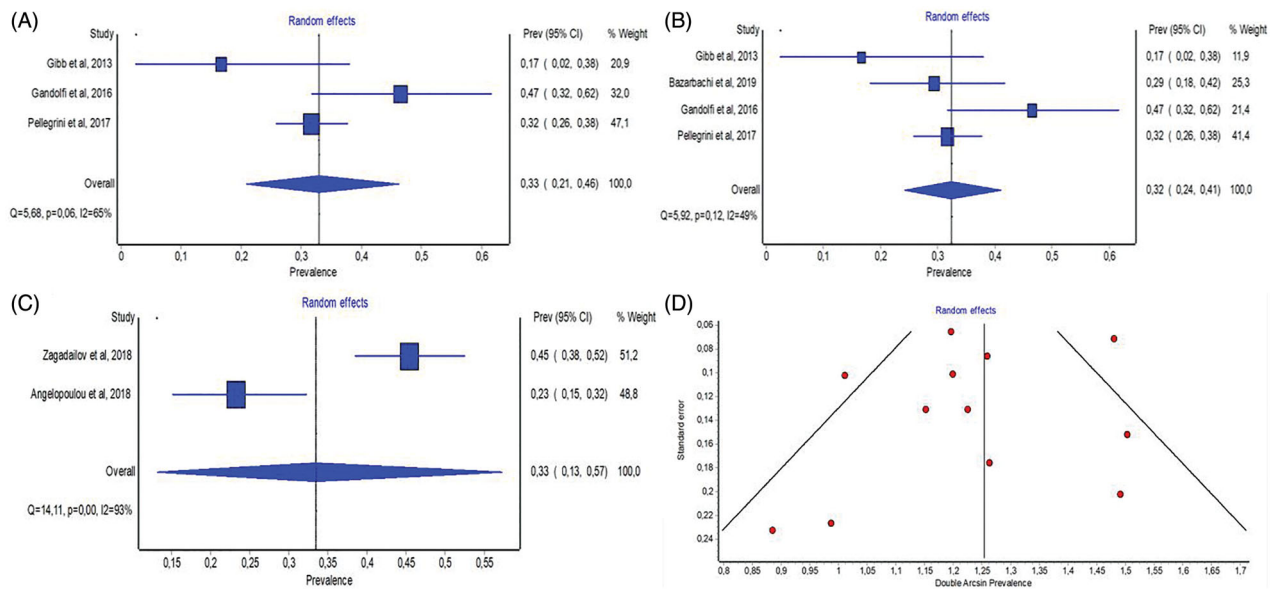 (A)
Random effects
Study Prev (95% CI) % Weight
Gibb et al, 2013 0,17 ( 0,02, 0,38) 20,9
Gandolfi et al, 2016 0,47 ( 0,32, 0,62) 32,0
Pellegrini et al, 2017 0,32 ( 0,26, 0,38) 47,1
Overall 0,33 ( 0,21, 0,46) 100,0
Q=5,68, p=0,06, I2=65%
0 0,1 0,2 0,3 0,4 0,5 0,6
Prevalence
(B)
Random effects
Study Prev (95% CI) % Weight
Gibb et al, 2013 0,17 ( 0,02, 0,38) 11,9
Bazarbachi et al, 2019 0,29 ( 0,18, 0,42) 25,3
Gandolfi et al, 2016 0,47 ( 0,32, 0,62) 21,4
Pellegrini et al, 2017 0,32 ( 0,26, 0,38) 41,4
Overall 0,32 ( 0,24, 0,41) 100,0
Q=5,92, p=0,12, I2=49%
0 0,1 0,2 0,3 0,4 0,5 0,6
Prevalence
(C)
Random effects
Study Prev (95% CI) % Weight
Zagadailov et al, 2018 0,45 ( 0,38, 0,52) 51,2
Angelopoulou et al, 2018 0,23 ( 0,15, 0,32) 48,8
Overall 0,33 ( 0,13, 0,57) 100,0
Q=14,11, p=0,00, I2=93%
0,15 0,2 0,25 0,3 0,35 0,4 0,45 0,5 0,55
Prevalence
(D)
Random effects
0,06
0,08
0,1
0,12
0,14
0,16
0,18
0,2
0,22
0,24
Standard error
0,8 0,85 0,9 0,95 1 1,05 1,1 1,15 1,2 1,25 1,3 1,35 1,4 1,45 1,5 1,55 1,6 1,65 1,7
Double Arcsin Prevalence